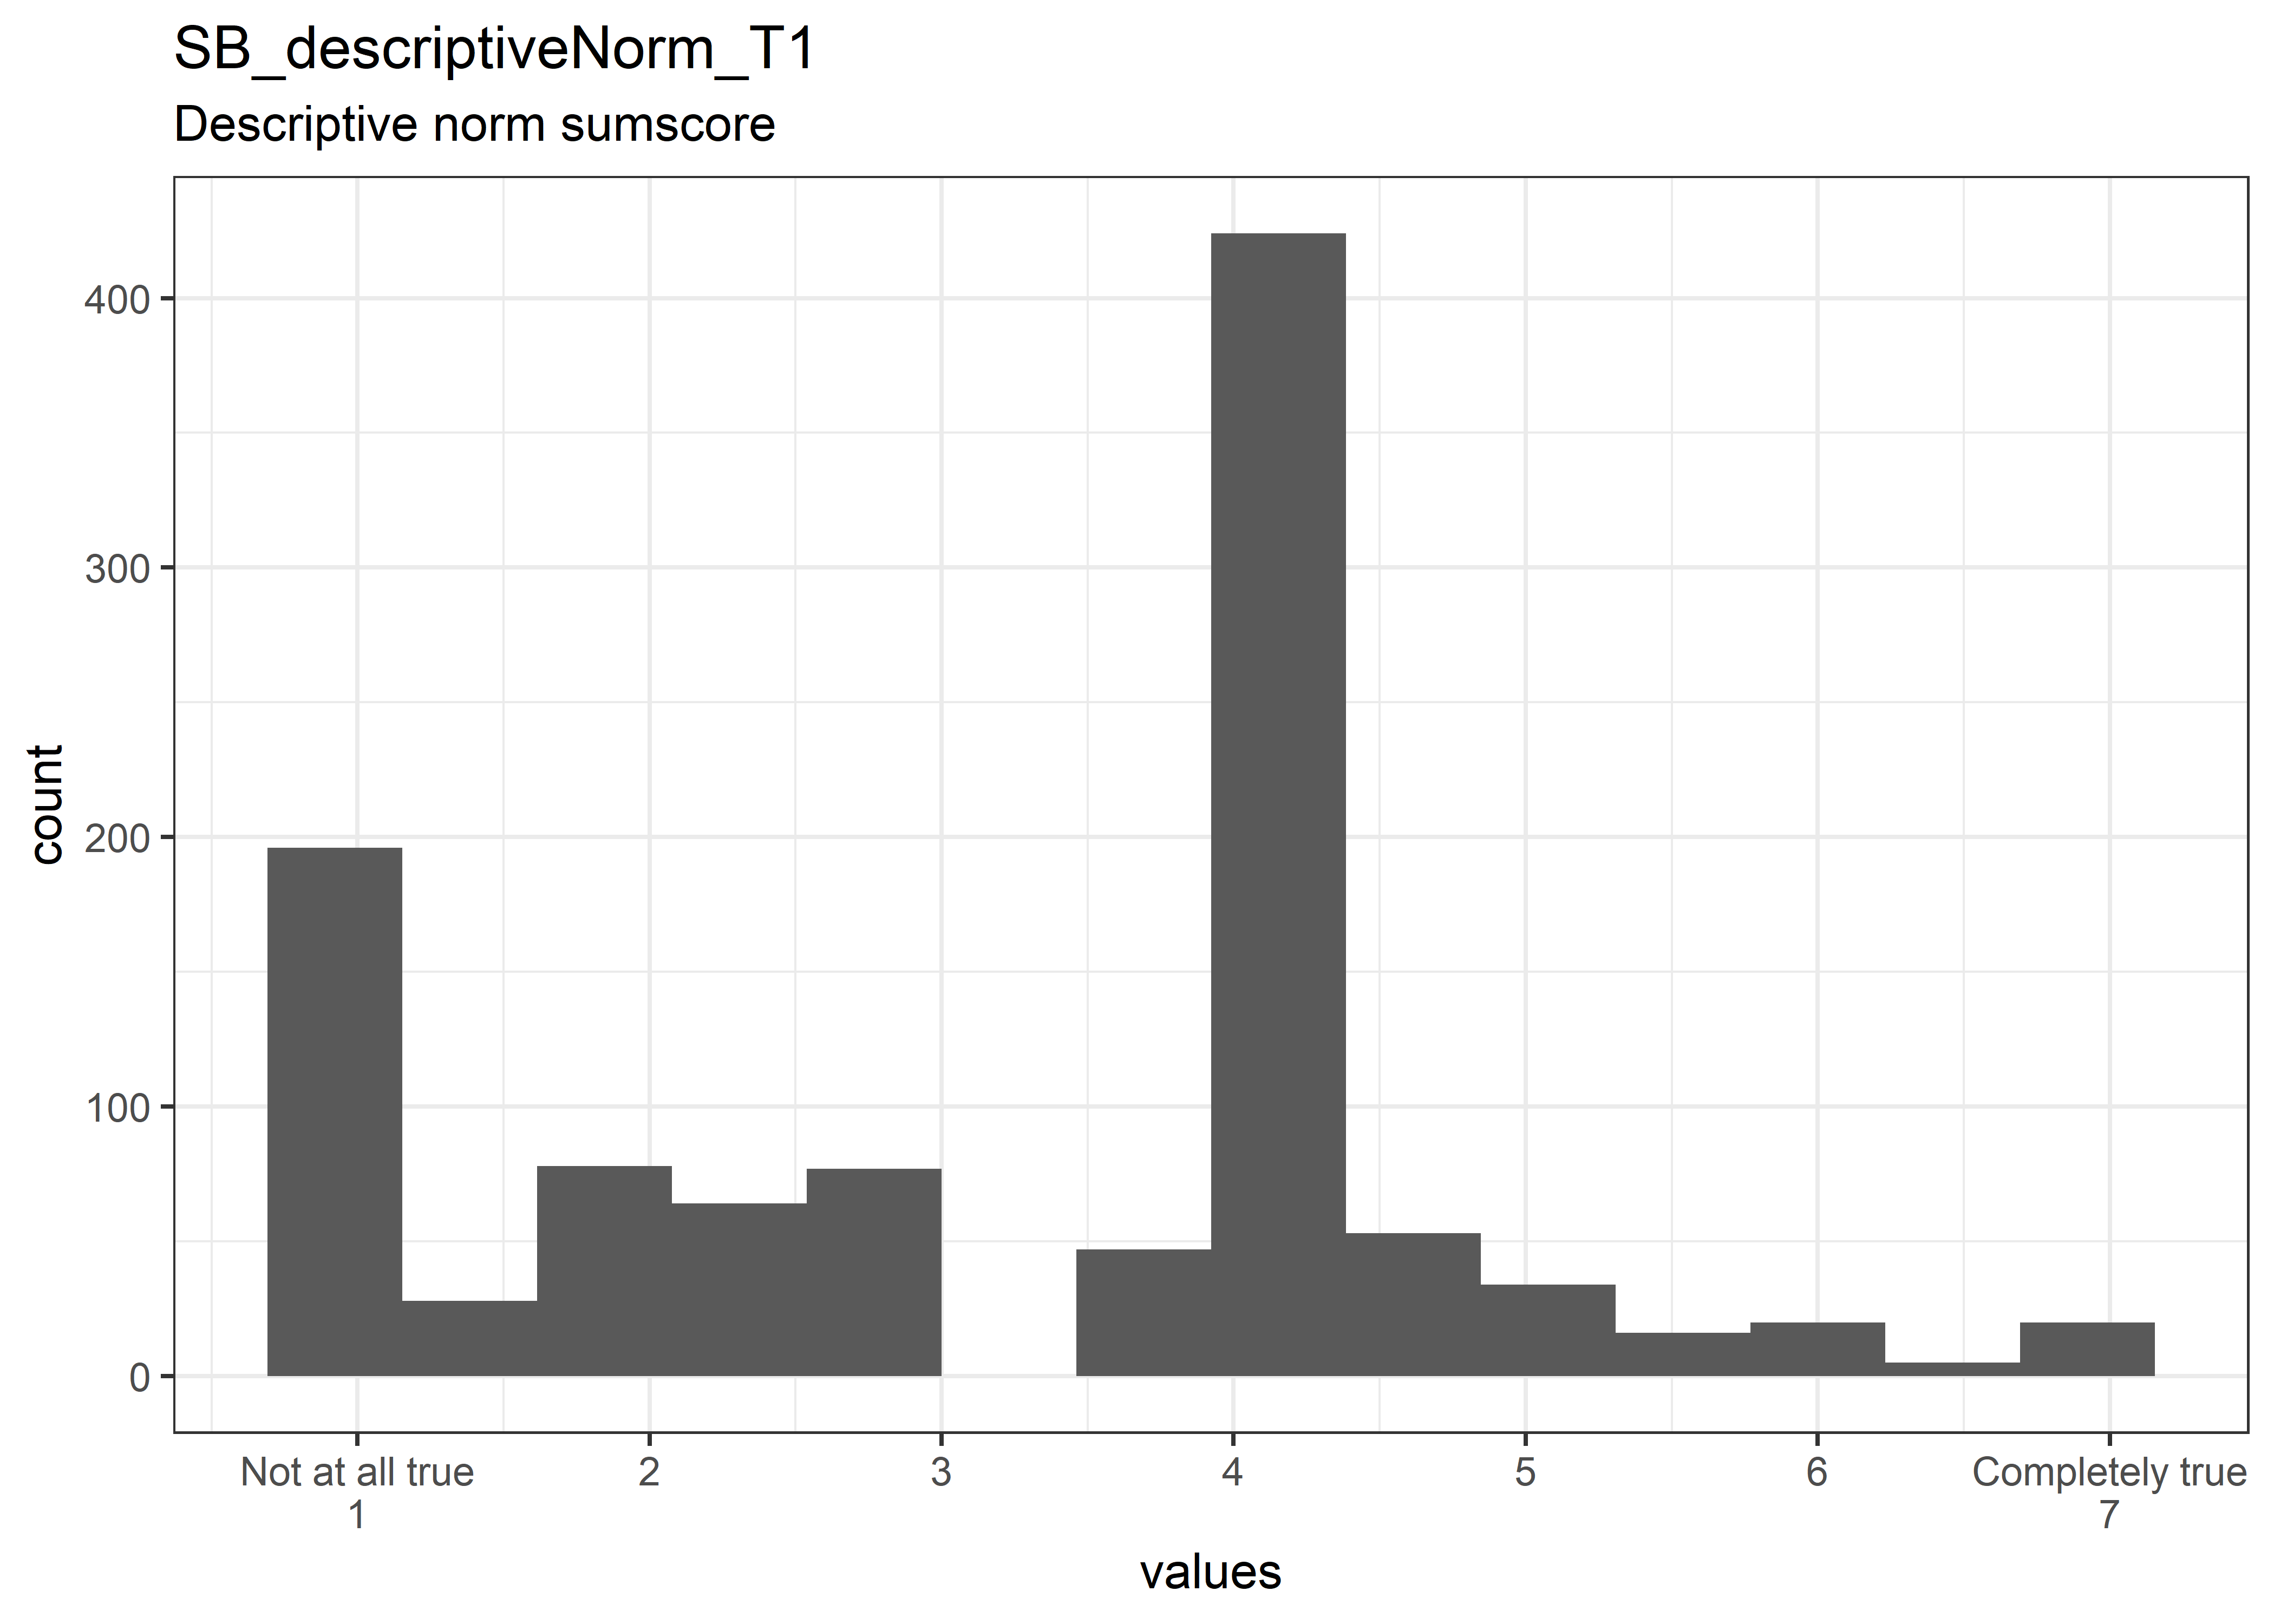 SB_descriptiveNorm_T1
Descriptive norm sumscore
count
400
300
200
100
0
Not at all true 2 3 4 5 6 Completely true
1 7
values